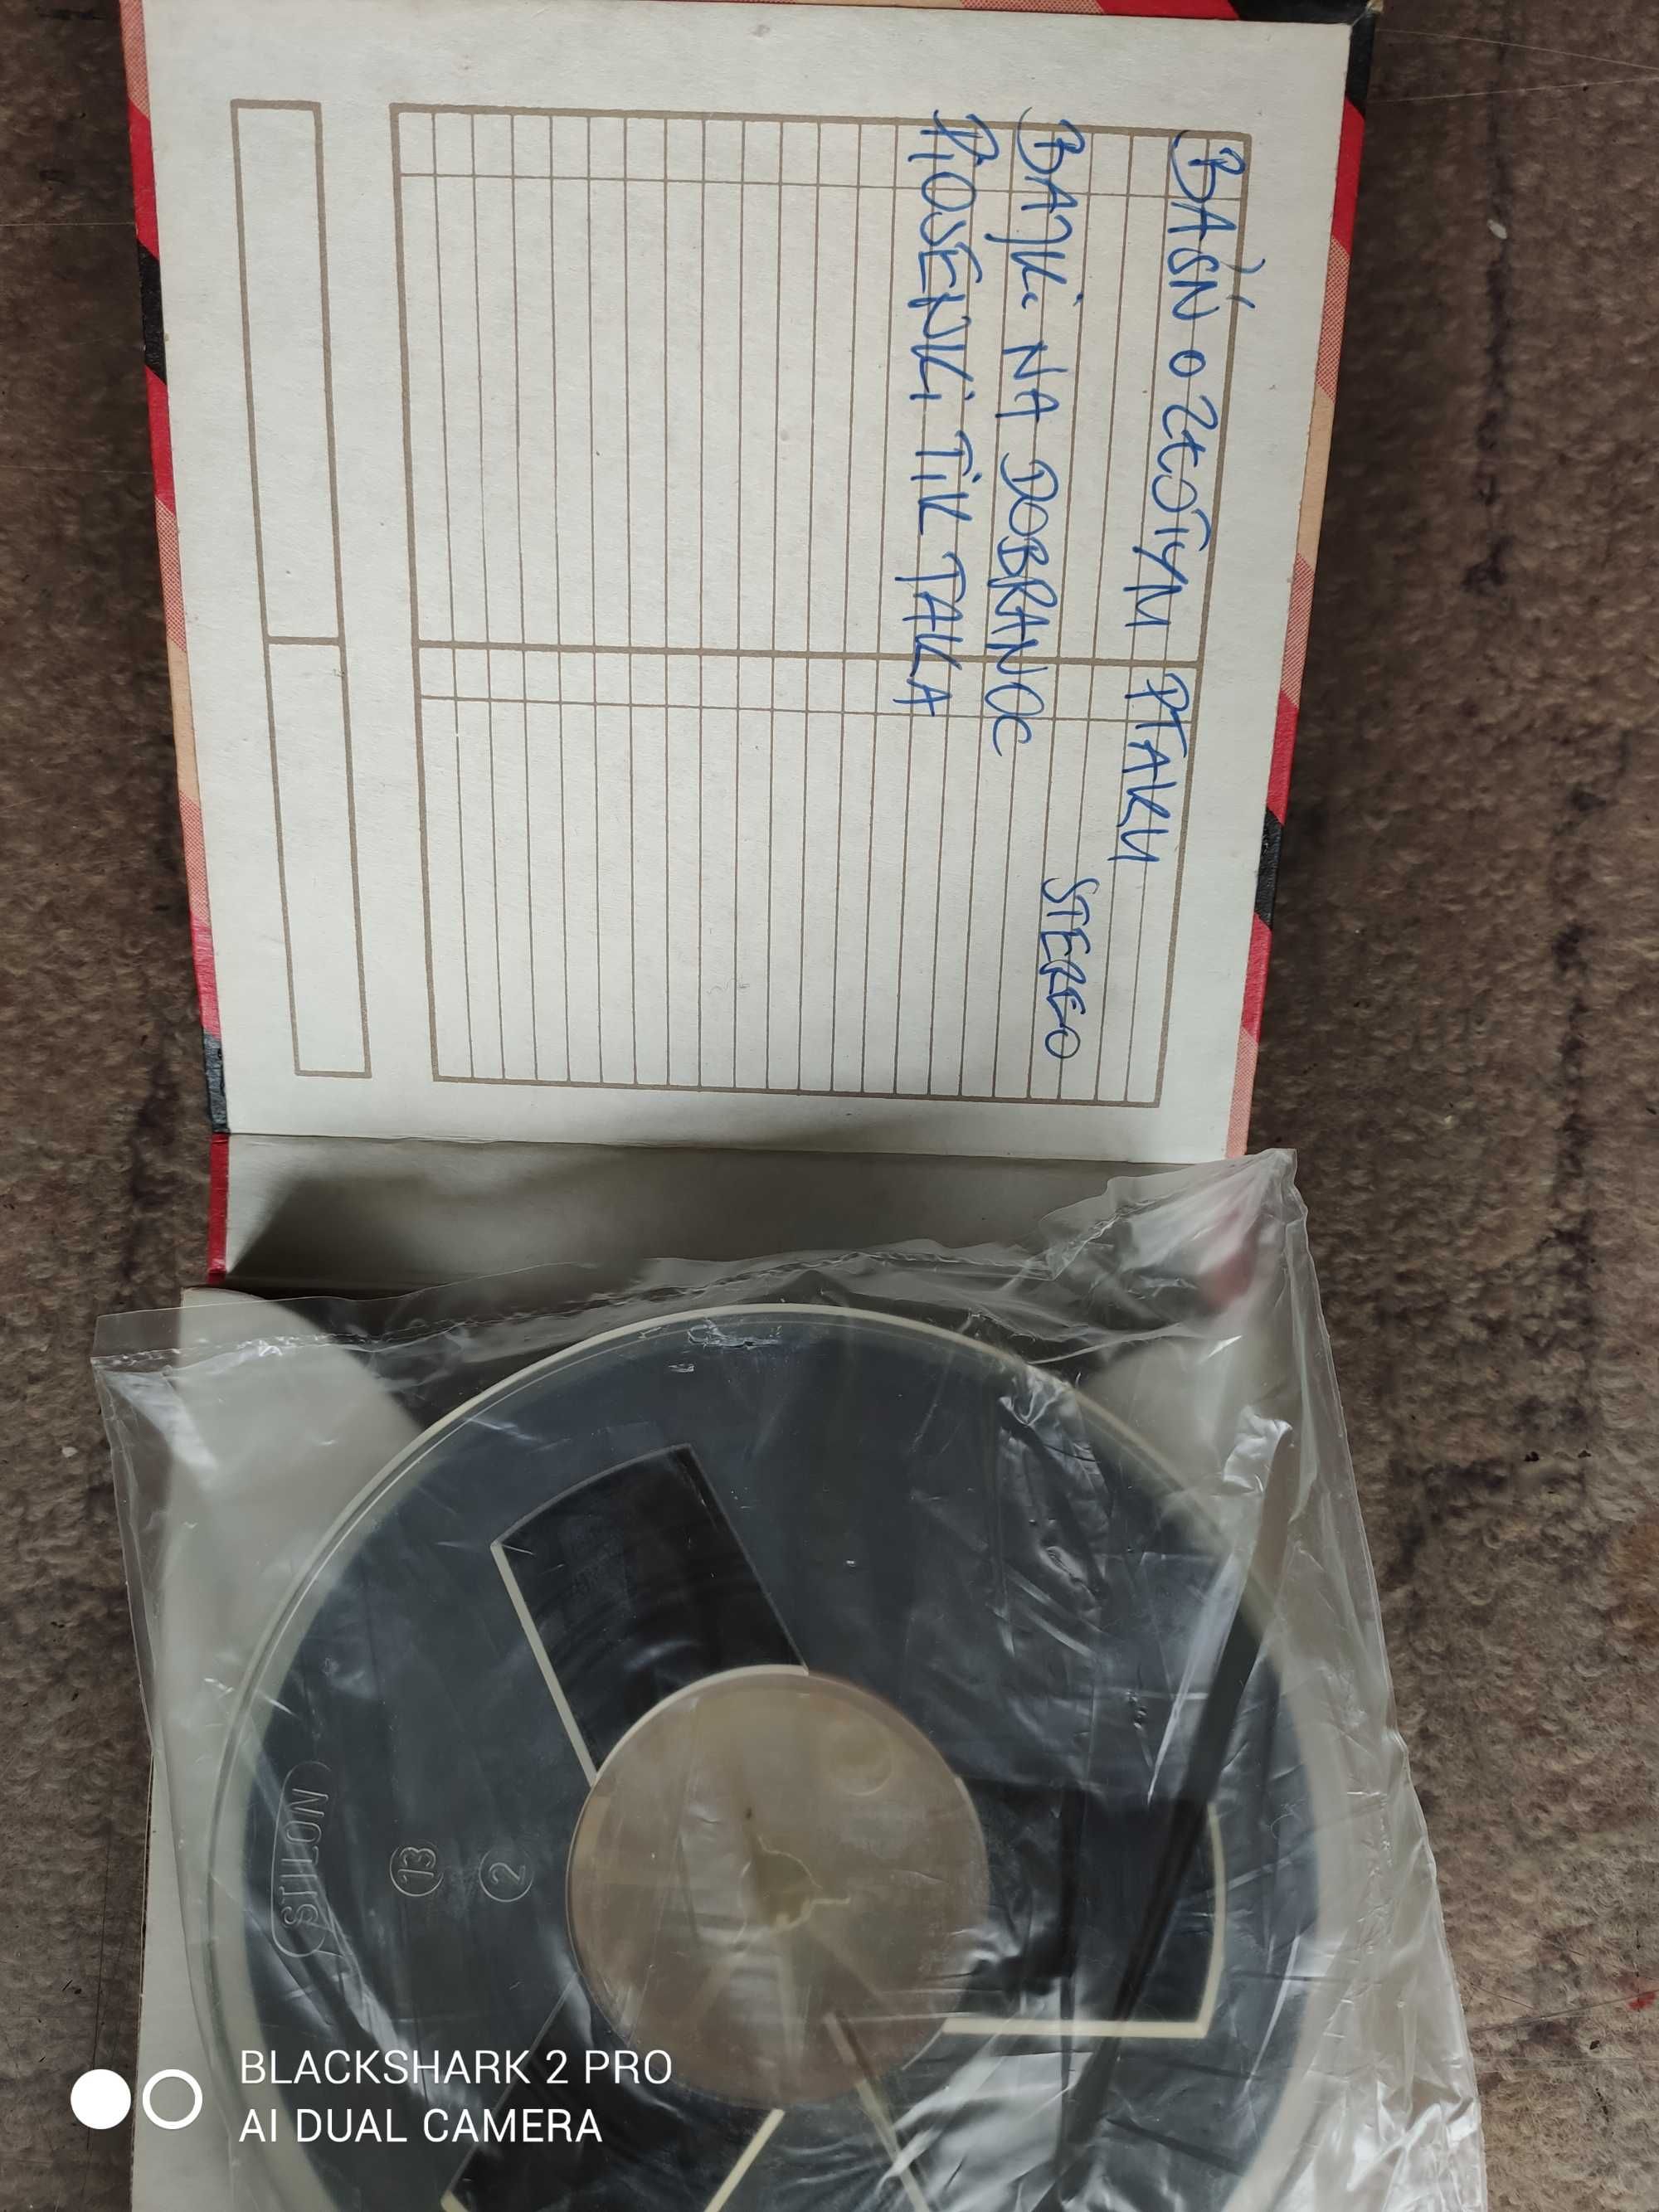 BAŚŃ o ZŁOTYM PTAKU
STEREO
BAJKi NA DOBRANOC
PiOSENKi TiK TAKA
STILON
13
2
BLACKSHARK 2 PRO
AI DUAL CAMERA